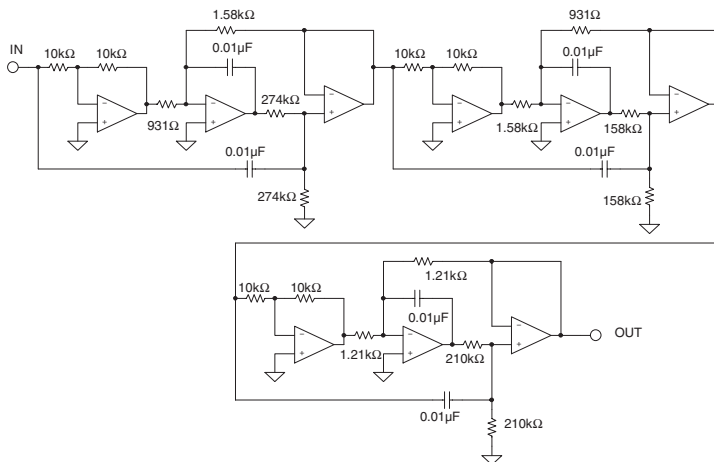 1.58kΩ
931Ω
IN
10kΩ
10kΩ
0.01µF
10kΩ
10kΩ
0.01µF
274kΩ
−
+
−
+
−
+
931Ω
−
+
−
+
−
+
1.58kΩ
158kΩ
0.01µF
0.01µF
274kΩ
158kΩ
1.21kΩ
10kΩ
10kΩ
0.01µF
−
+
−
+
−
+
OUT
1.21kΩ
210kΩ
0.01µF
210kΩ